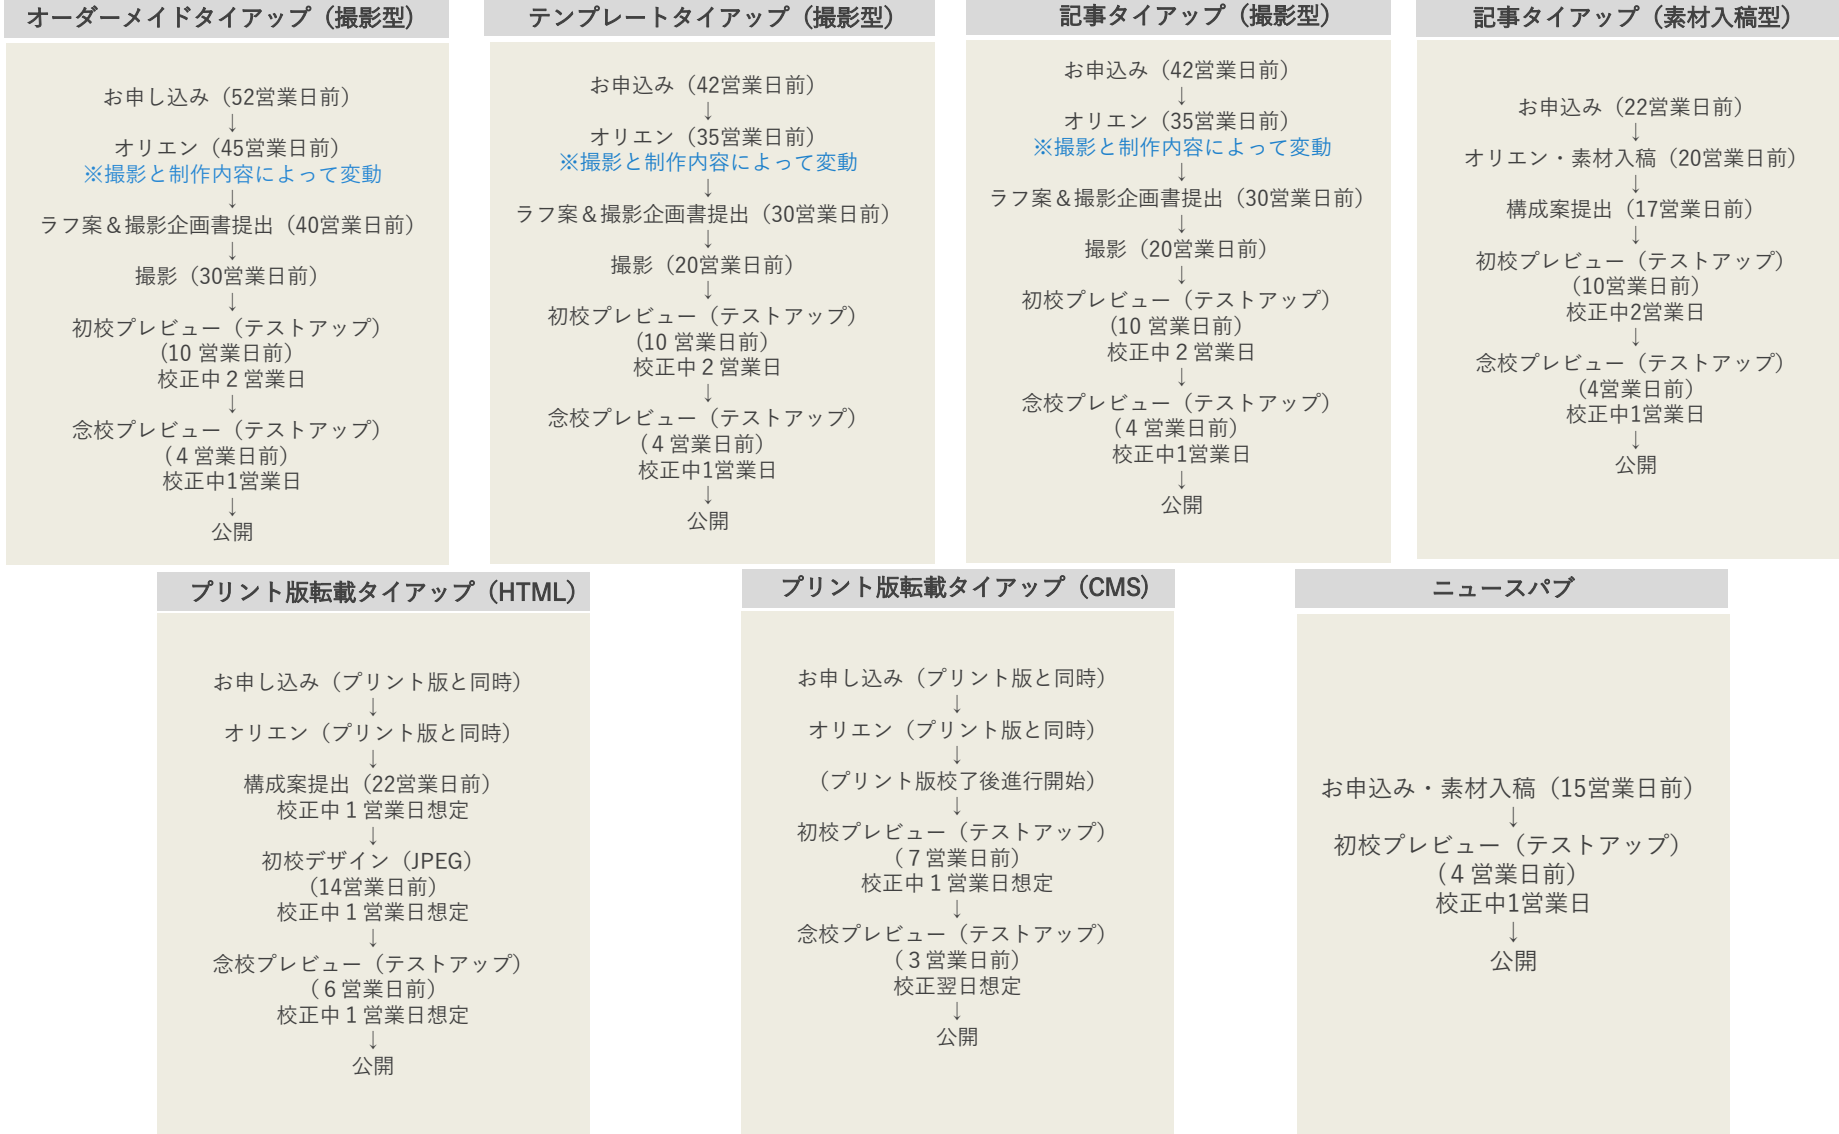 オーダーメイドタイアップ（撮影型）
お申し込み（52営業日前）
↓
オリエン（45営業日前）
※撮影と制作内容によって変動
↓
ラフ案＆撮影企画書提出（40営業日前）
↓
撮影（30営業日前）
↓
初校プレビュー（テストアップ）
（10 営業日前）
校正中２営業日
↓
念校プレビュー（テストアップ）
（４営業日前）
校正中1営業日
↓
公開
テンプレートタイアップ（撮影型）
お申込み（42営業日前）
↓
オリエン（35営業日前）
※撮影と制作内容によって変動
↓
ラフ案＆撮影企画書提出（30営業日前）
↓
撮影（20営業日前）
↓
初校プレビュー（テストアップ）
（10 営業日前）
校正中２営業日
↓
念校プレビュー（テストアップ）
（４営業日前）
校正中1営業日
↓
公開
記事タイアップ（撮影型）
お申込み（42営業日前）
↓
オリエン（35営業日前）
※撮影と制作内容によって変動
↓
ラフ案＆撮影企画書提出（30営業日前）
↓
撮影（20営業日前）
↓
初校プレビュー（テストアップ）
（10 営業日前）
校正中２営業日
↓
念校プレビュー（テストアップ）
（４営業日前）
校正中1営業日
↓
公開
記事タイアップ（素材入稿型）
お申込み（22営業日前）
↓
オリエン・素材入稿（20営業日前）
↓
構成案提出（17営業日前）
↓
初校プレビュー（テストアップ）
（10営業日前）
校正中2営業日
↓
念校プレビュー（テストアップ）
（4営業日前）
校正中1営業日
↓
公開
プリント版転載タイアップ（HTML）
お申し込み（プリント版と同時）
↓
オリエン（プリント版と同時）
↓
構成案提出（22営業日前）
校正中１営業日想定
↓
初校デザイン（JPEG）
（14営業日前）
校正中１営業日想定
↓
念校プレビュー（テストアップ）
（６営業日前）
校正中１営業日想定
↓
公開
プリント版転載タイアップ（CMS）
お申し込み（プリント版と同時）
↓
オリエン（プリント版と同時）
↓
（プリント版校了後進行開始）
↓
初校プレビュー（テストアップ）
（７営業日前）
校正中１営業日想定
↓
念校プレビュー（テストアップ）
（３営業日前）
校正翌日想定
↓
公開
ニュースパブ
お申込み・素材入稿（15営業日前）
↓
初校プレビュー（テストアップ）
（４営業日前）
校正中1営業日
↓
公開